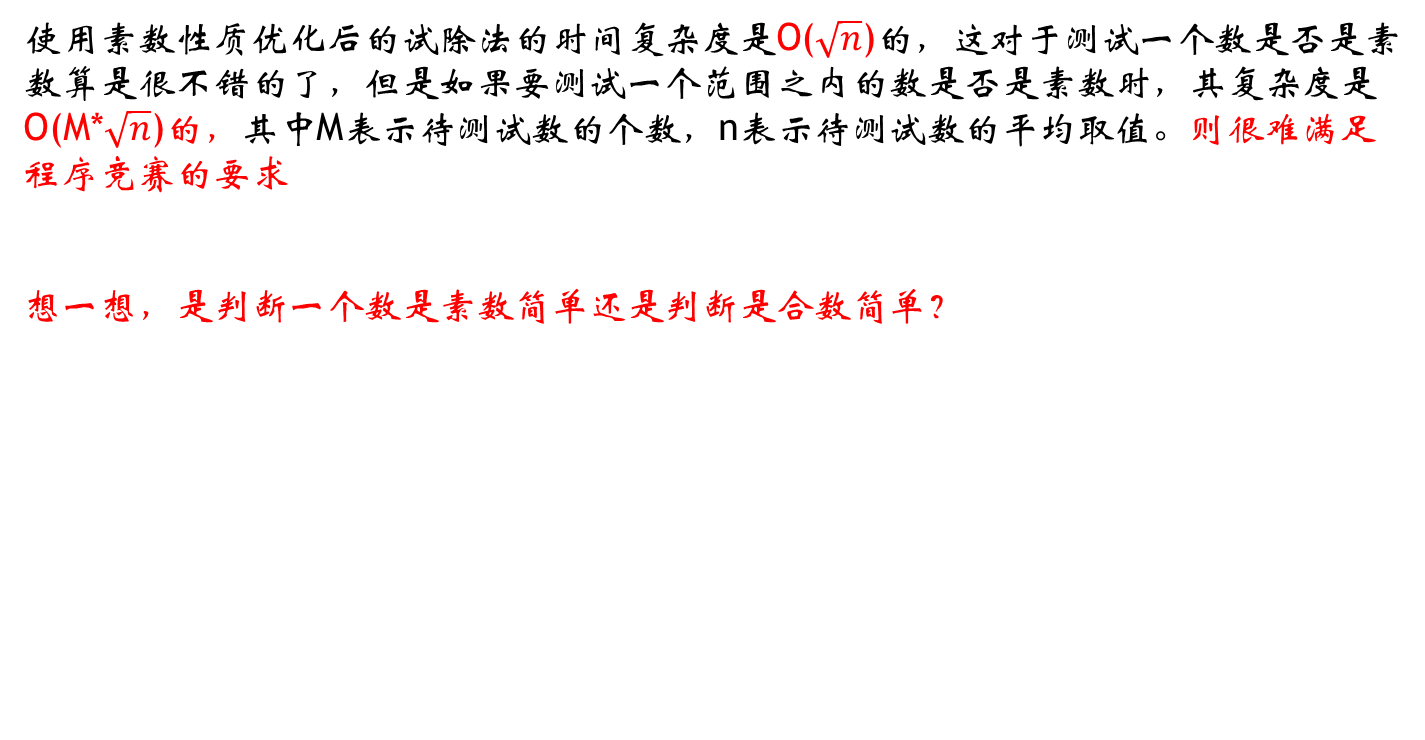 使用素数性质优化后的试除法的时间复杂度是O(√n)的，这对于测试一个数是否是素
数算是很不错的了，但是如果要测试一个范围之内的数是否是素数时，其复杂度是
O(M*√n)的，其中M表示待测试数的个数，n表示待测试数的平均取值。则很难满足
程序竞赛的要求
想一想，是判断一个数是素数简单还是判断是合数简单？